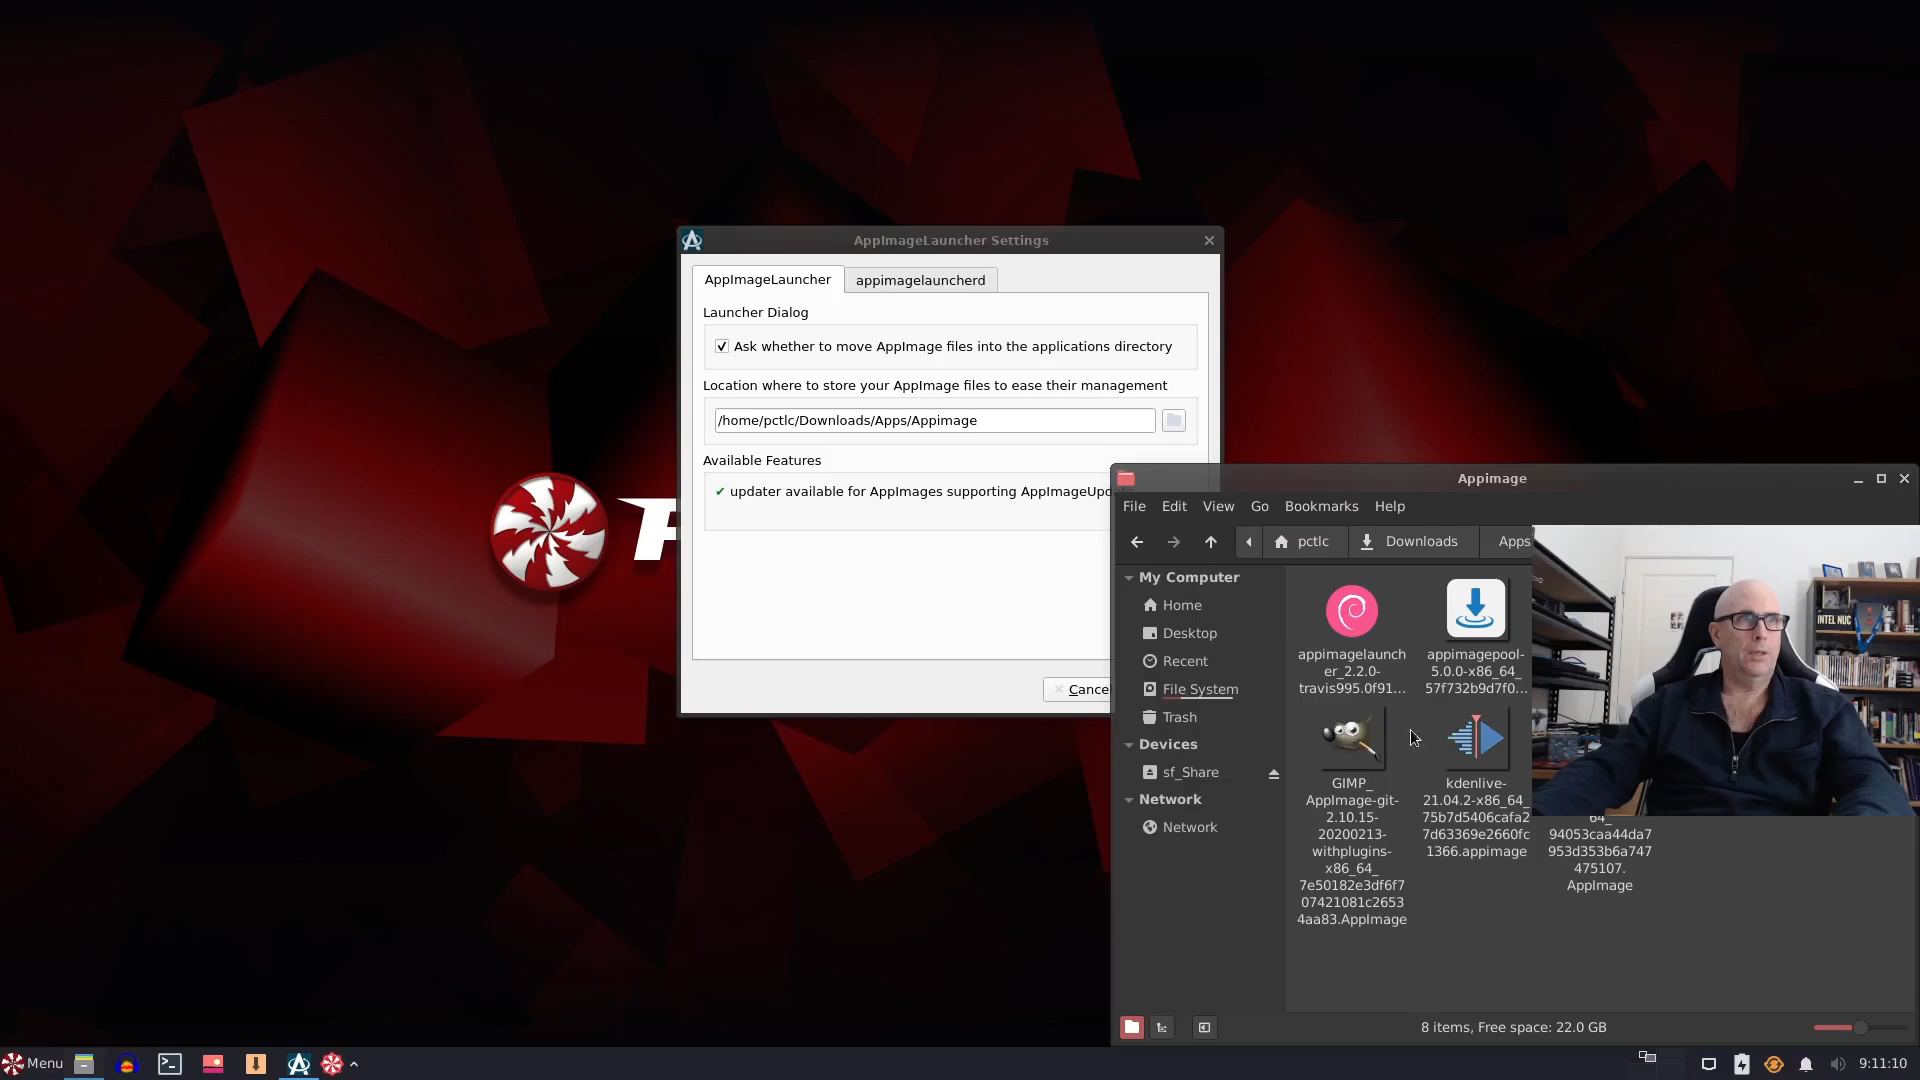 AppImageLauncher Settings
AppImageLauncher
appimagelauncherd
Launcher Dialog
Ask whether to move AppImage files into the applications directory
Location where to store your AppImage files to ease their management
/home/pctlc/Downloads/Apps/Appimage
Available Features
✔ updater available for AppImages supporting AppImageUpd
Cancel
Appimage
File Edit View Go Bookmarks Help
pctlc
Downloads
Apps
My Computer
Home
Desktop
Recent
File System
Trash
Devices
sf_Share
Network
Network
appimagelaunch
er_2.2.0-
travis995.0f91...
appimagepool-
5.0.0-x86_64_
57f732b9d7f0...
GIMP_
AppImage-git-
2.10.15-
20200213-
withplugins-
x86_64_
7e50182e3df6f7
07421081c2653
4aa83.AppImage
kdenlive-
21.04.2-x86_64_
75b7d5406cafa2
7d63369e2660fc
1366.appimage
64_
94053caa44da7
953d353b6a747
475107.
AppImage
INTEL NUC
8 items, Free space: 22.0 GB
Menu
9:11:10